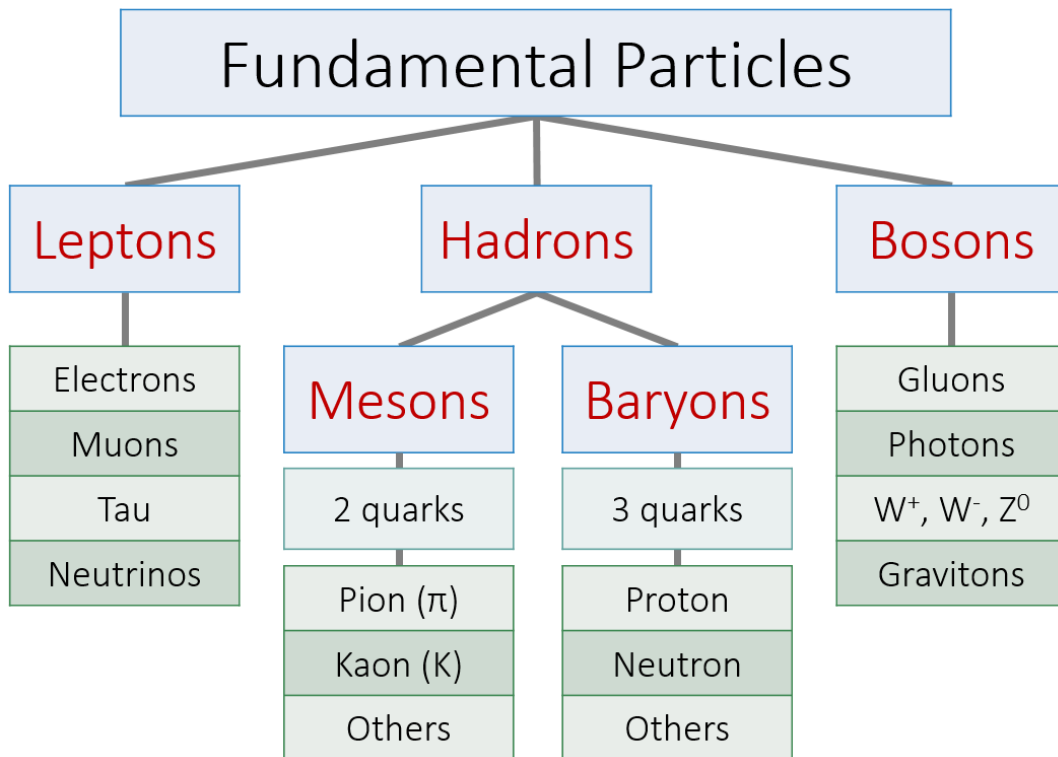 Fundamental Particles
Leptons
Hadrons
Bosons
Electrons
Muons
Tau
Neutrinos
Mesons
2 quarks
Pion (π)
Kaon (K)
Others
Baryons
3 quarks
Proton
Neutron
Others
Gluons
Photons
W⁺, W⁻, Z⁰
Gravitons